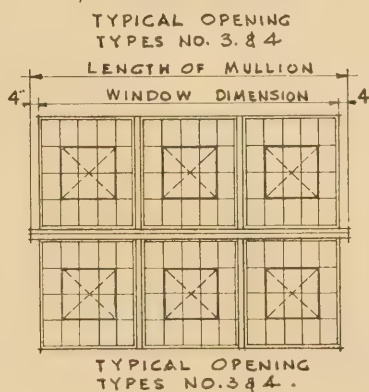 TYPICAL OPENING
TYPES NO. 3. & 4
LENGTH OF MULLION
4" WINDOW DIMENSION 4
TYPICAL OPENING
TYPES NO. 3 & 4.